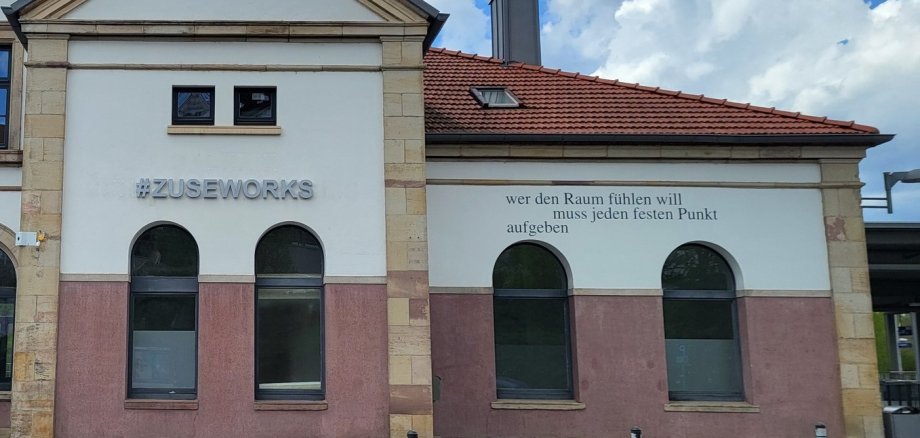 #ZUSEWORKS
wer den Raum fühlen will
muss jeden festen Punkt
aufgeben